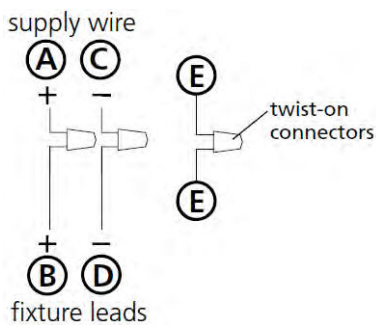 supply wire
A C E
+ −
twist-on
connectors
E
+ −
B D
fixture leads